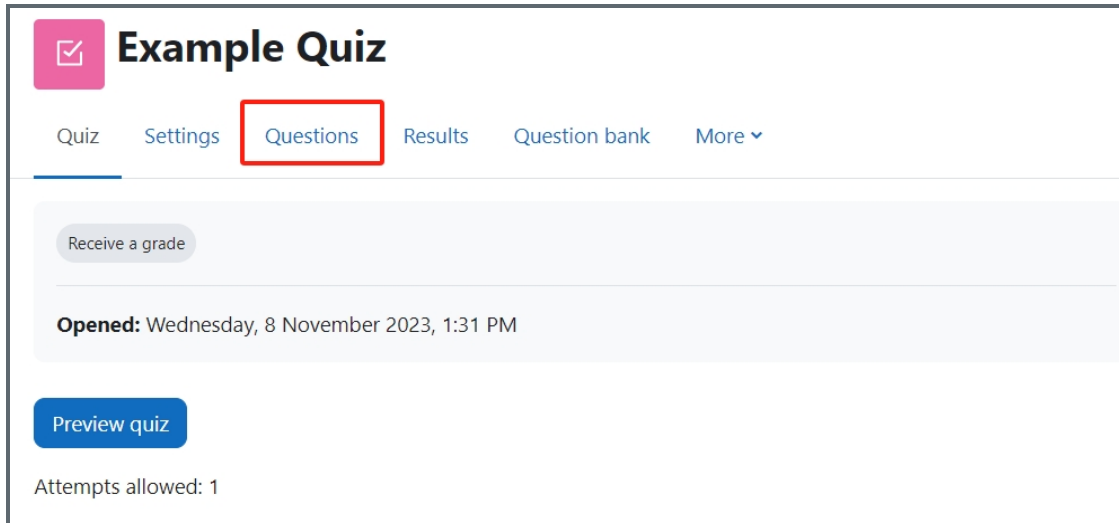 Example Quiz
Quiz Settings Questions Results Question bank More
Receive a grade
Opened: Wednesday, 8 November 2023, 1:31 PM
Preview quiz
Attempts allowed: 1